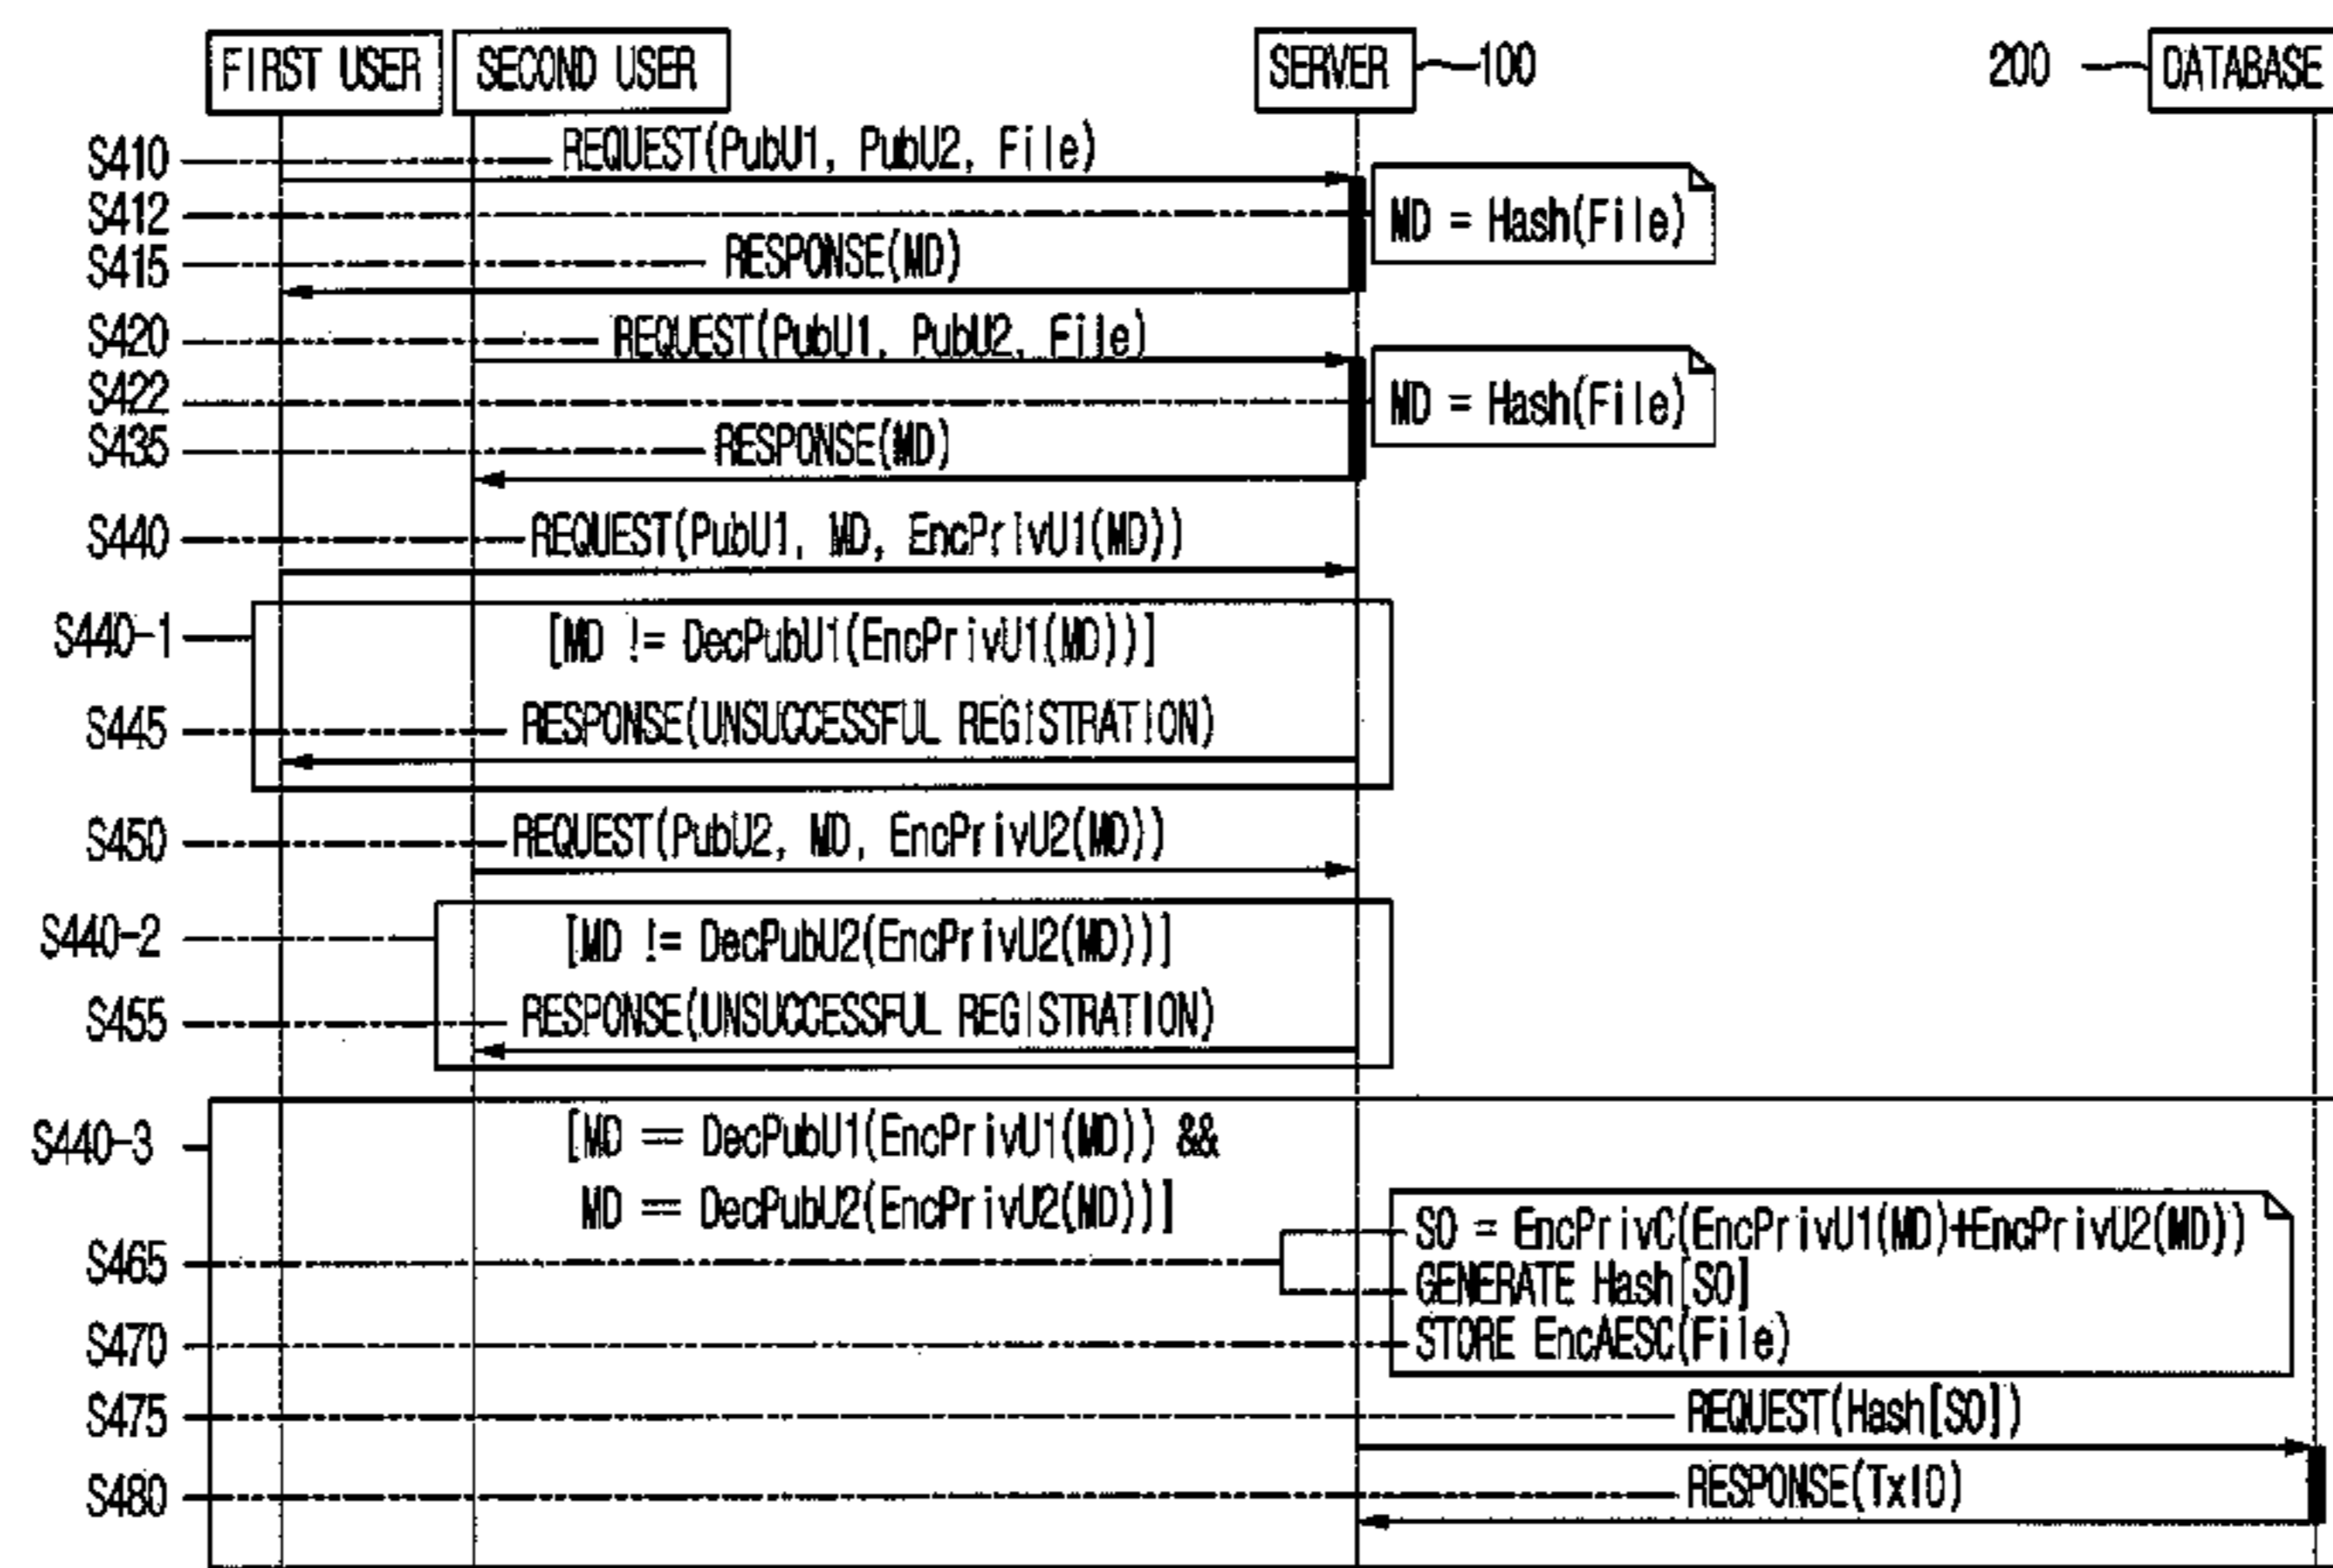 FIRST USER SECOND USER SERVER 100 200 DATABASE
S410 REQUEST(PubU1, PubU2, File)
S412 MD = Hash(File)
S415 RESPONSE(MD)
S420 REQUEST(PubU1, PubU2, File)
S422 MD = Hash(File)
S435 RESPONSE(MD)
S440 REQUEST(PubU1, MD, EncPrivU1(MD))
S440-1 [MD != DecPubU1(EncPrivU1(MD))]
S445 RESPONSE(UNSUCCESSFUL REGISTRATION)
S450 REQUEST(PubU2, MD, EncPrivU2(MD))
S440-2 [MD != DecPubU2(EncPrivU2(MD))]
S455 RESPONSE(UNSUCCESSFUL REGISTRATION)
S440-3 [MD == DecPubU1(EncPrivU1(MD)) &&
MD == DecPubU2(EncPrivU2(MD))]
SO = EncPrivC(EncPrivU1(MD)+EncPrivU2(MD))
S465 GENERATE Hash[SO]
S470 STORE EncAESC(File)
S475 REQUEST(Hash[SO])
S480 RESPONSE(TxID)